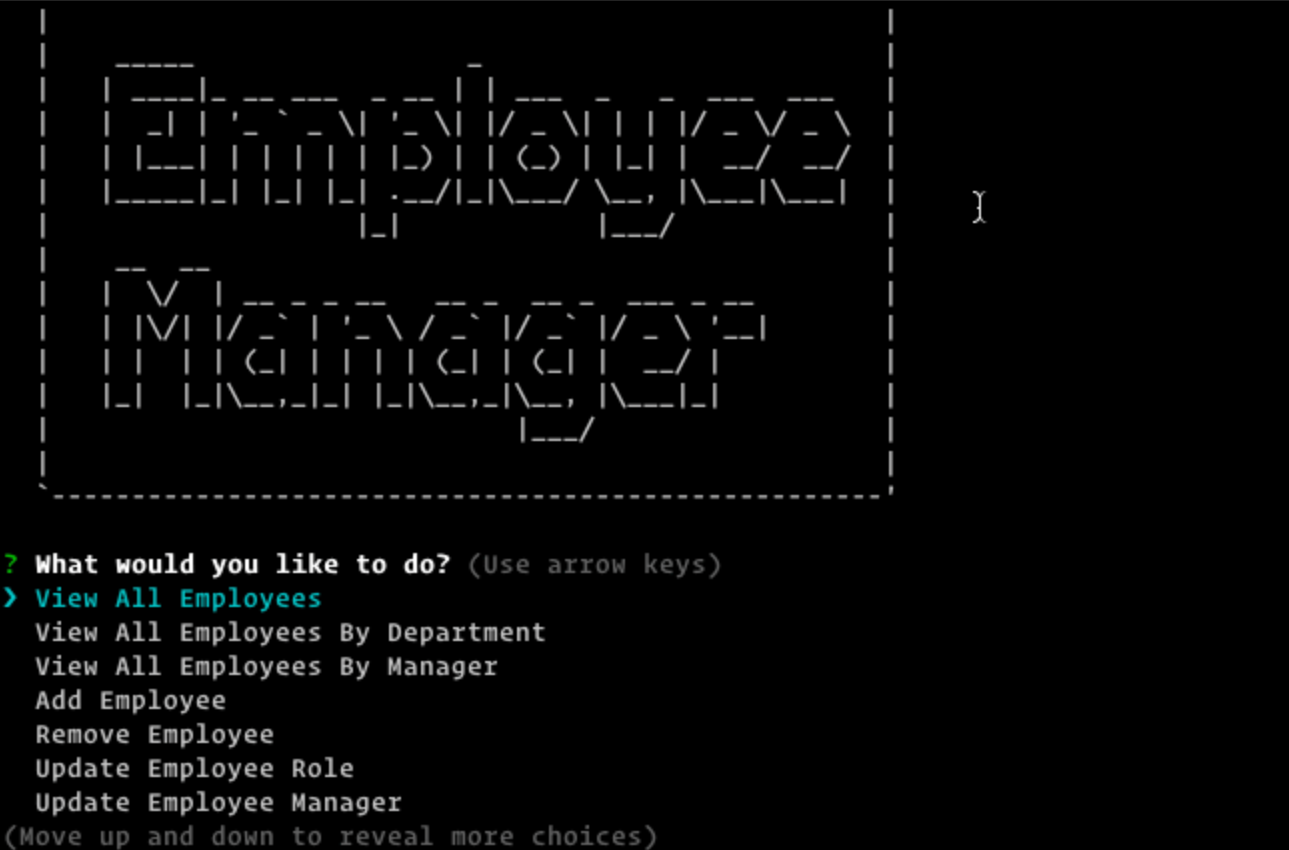 Employee
Manager
? What would you like to do? (Use arrow keys)
❯ View All Employees
View All Employees By Department
View All Employees By Manager
Add Employee
Remove Employee
Update Employee Role
Update Employee Manager
(Move up and down to reveal more choices)